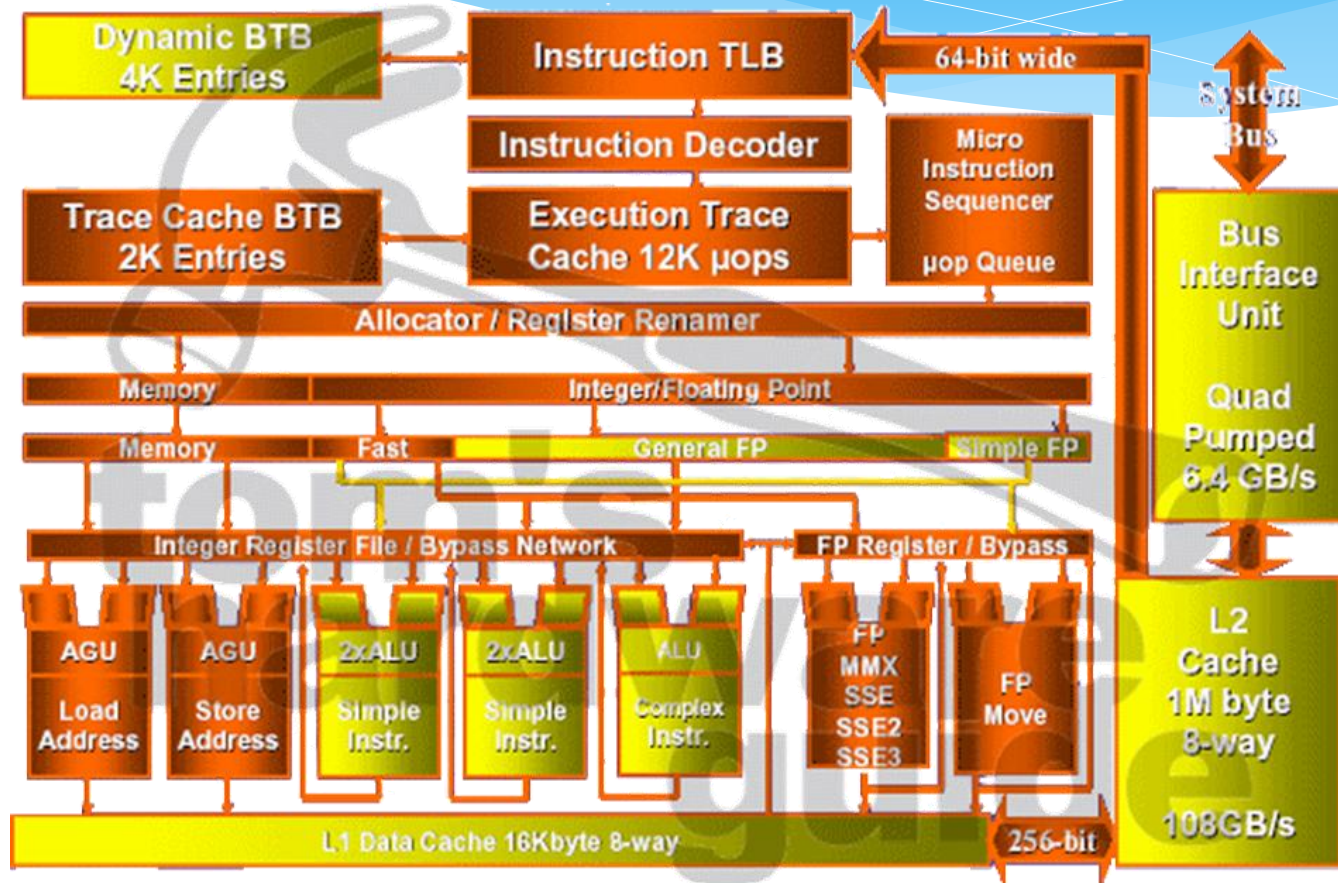 Dynamic BTB
4K Entries
Instruction TLB
64-bit wide
System
Bus
Instruction Decoder
Micro
Instruction
Sequencer
µop Queue
Trace Cache BTB
2K Entries
Execution Trace
Cache 12K µops
Bus
Interface
Unit
Quad
Pumped
6.4 GB/s
Allocator / Register Renamer
Memory
Integer/Floating Point
Memory
Fast
General FP
Simple FP
Integer Register File / Bypass Network
FP Register / Bypass
AGU
Load
Address
AGU
Store
Address
2xALU
Simple
Instr.
2xALU
Simple
Instr.
ALU
Complex
Instr.
FP
MMX
SSE
SSE2
SSE3
FP
Move
L2
Cache
1M byte
8-way
108GB/s
L1 Data Cache 16Kbyte 8-way
256-bit
tom's
hardware
guide